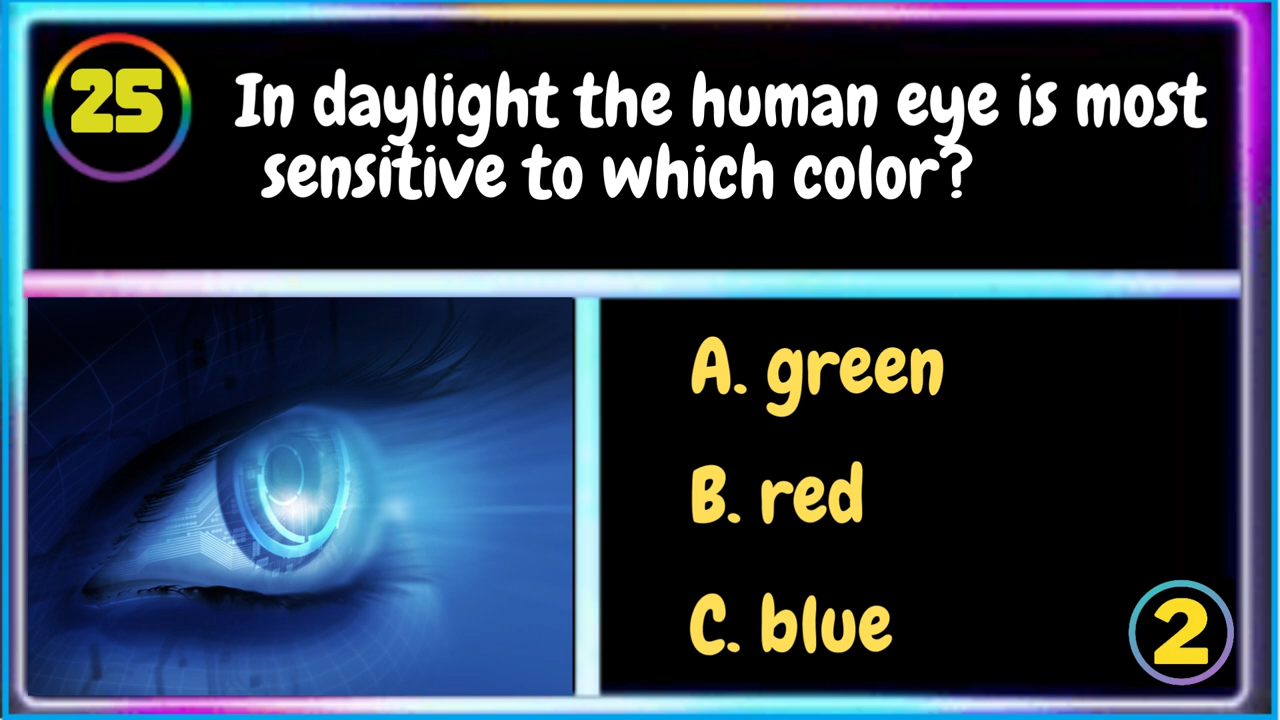 25
In daylight the human eye is most
sensitive to which color?
A. green
B. red
C. blue
2